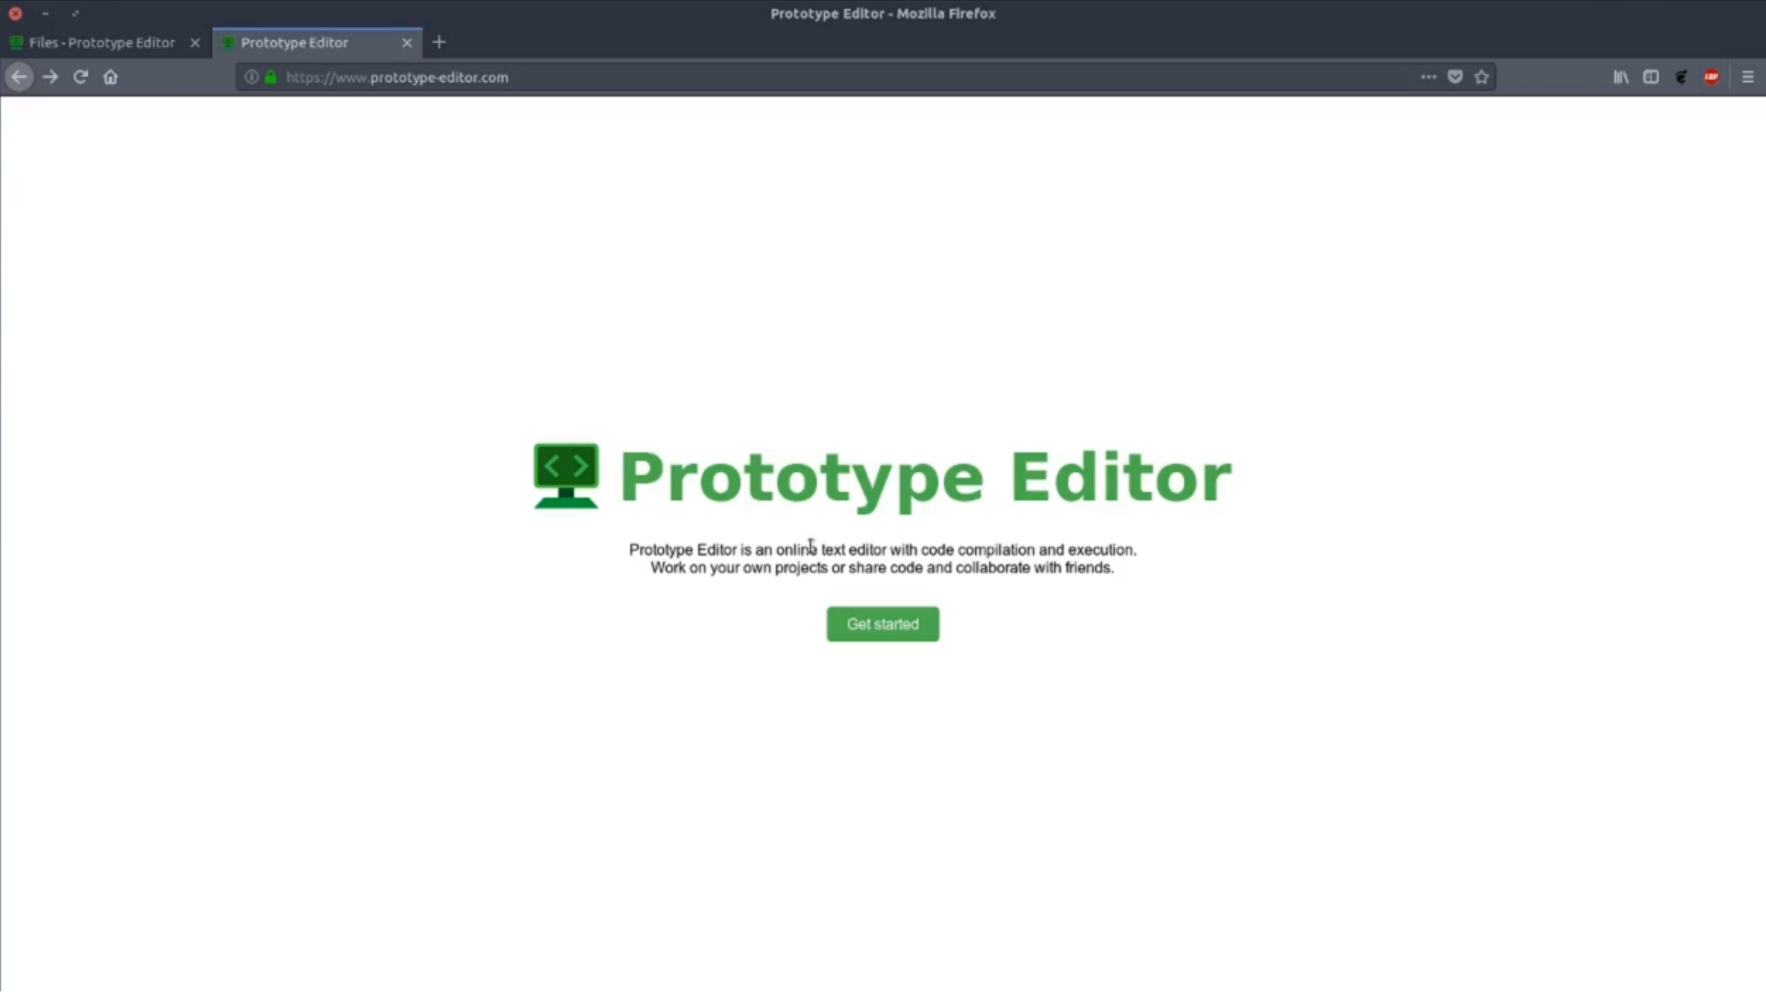 Prototype Editor - Mozilla Firefox
Files - Prototype Editor
Prototype Editor
https://www.prototype-editor.com
ABP
Prototype Editor
Prototype Editor is an online text editor with code compilation and execution.
Work on your own projects or share code and collaborate with friends.
Get started